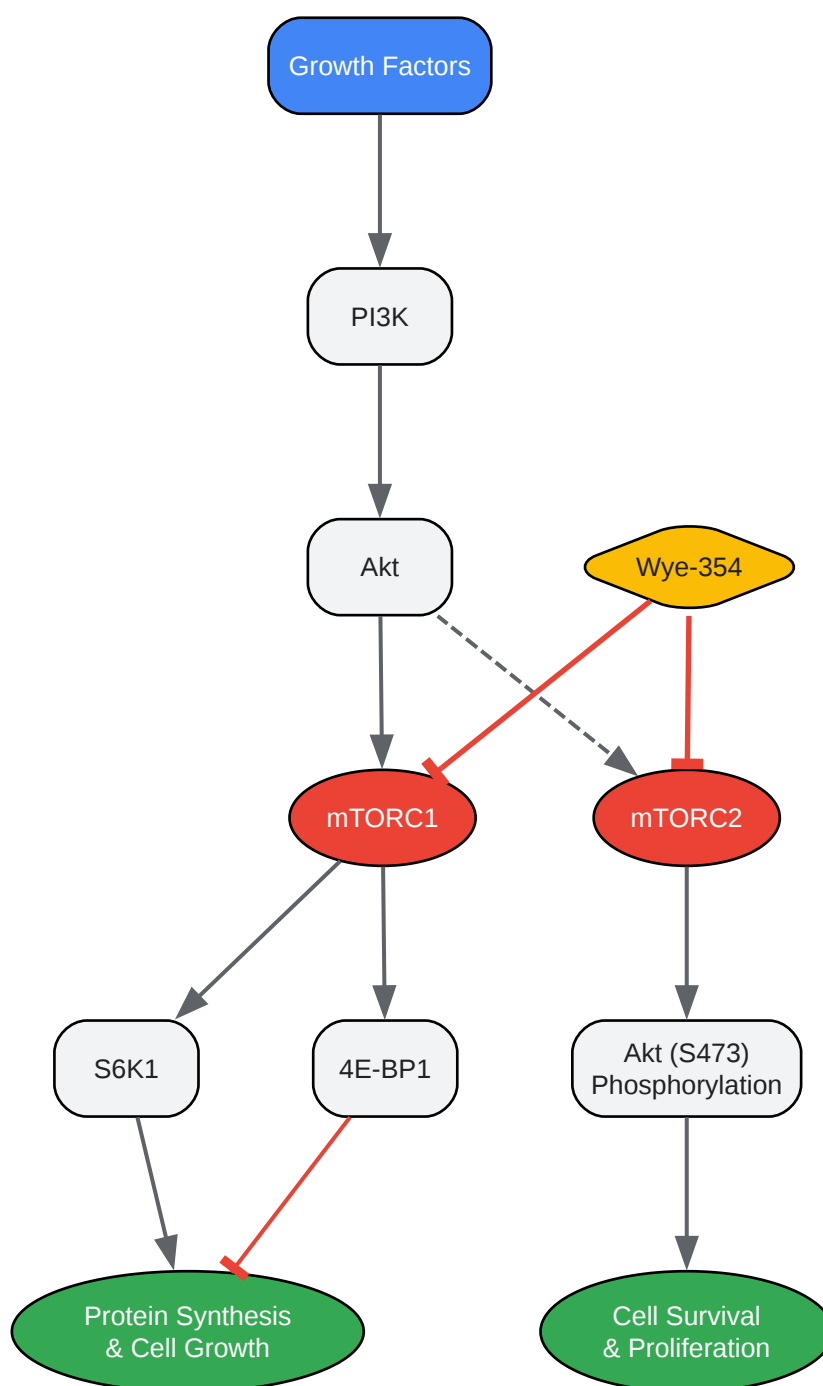 Growth Factors
PI3K
Akt
Wye-354
mTORC1
mTORC2
S6K1
4E-BP1
Akt (S473)
Phosphorylation
Protein Synthesis
& Cell Growth
Cell Survival
& Proliferation